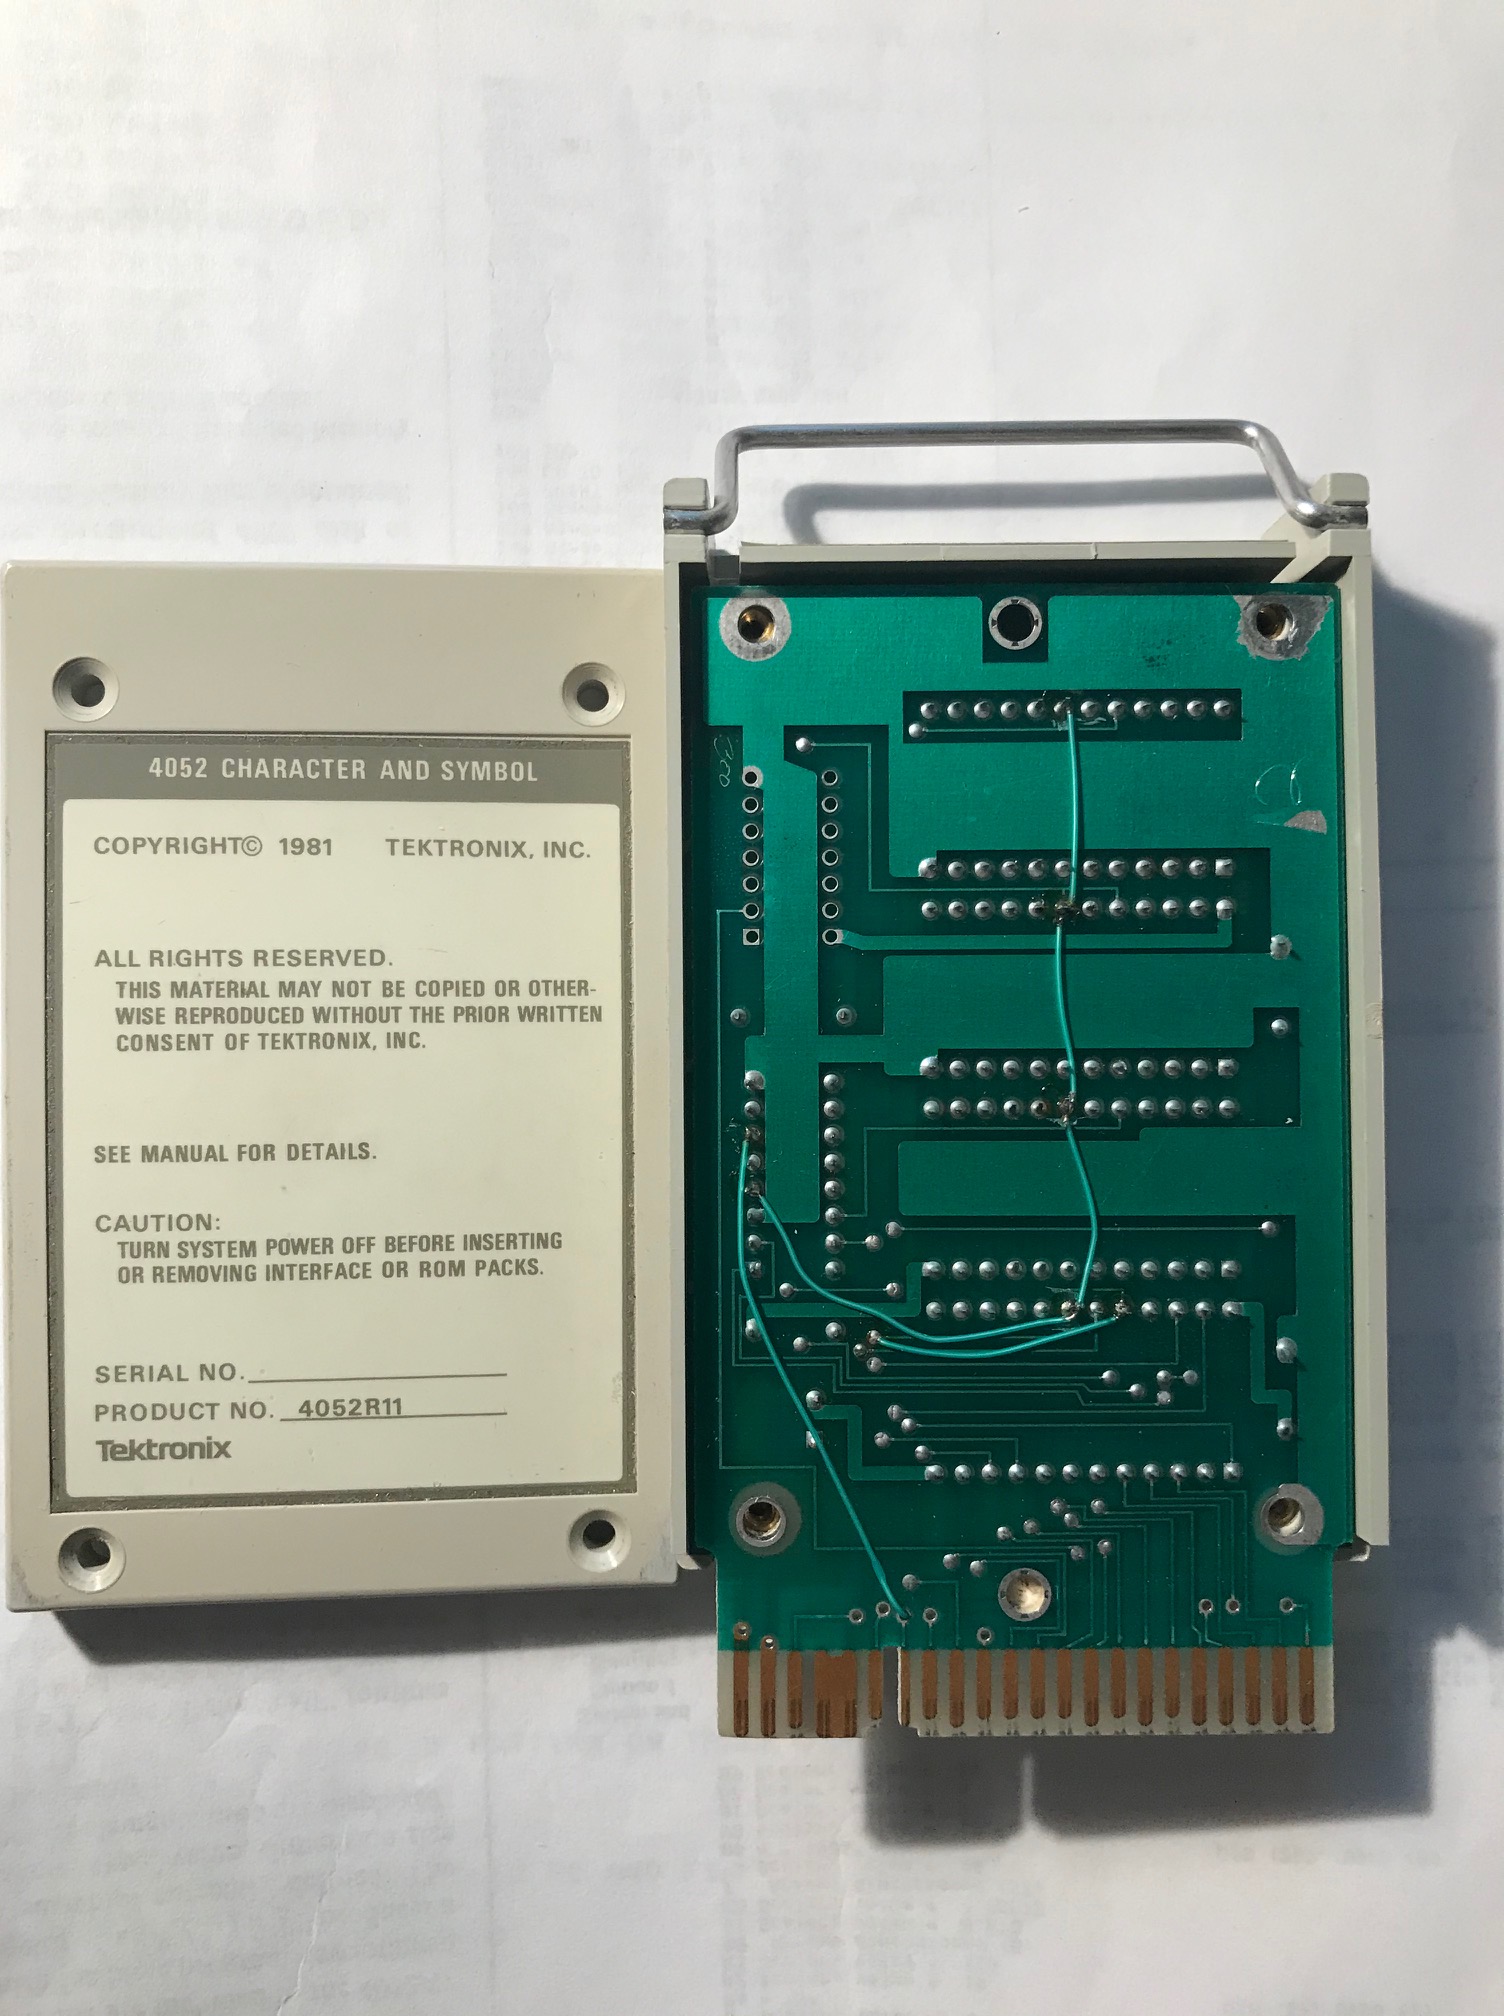 4052 CHARACTER AND SYMBOL
COPYRIGHT© 1981 TEKTRONIX, INC.
ALL RIGHTS RESERVED.
THIS MATERIAL MAY NOT BE COPIED OR OTHER-
WISE REPRODUCED WITHOUT THE PRIOR WRITTEN
CONSENT OF TEKTRONIX, INC.
SEE MANUAL FOR DETAILS.
CAUTION:
TURN SYSTEM POWER OFF BEFORE INSERTING
OR REMOVING INTERFACE OR ROM PACKS.
SERIAL NO.
PRODUCT NO. 4052R11
Tektronix